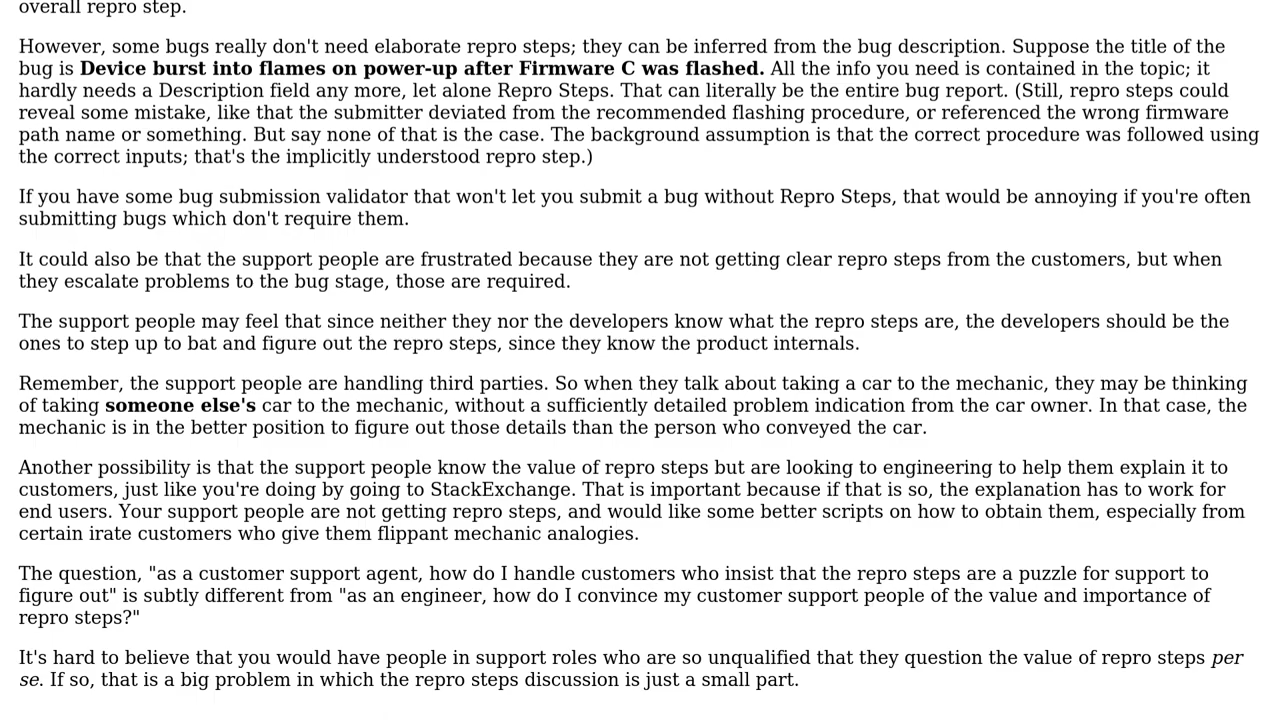 overall repro step.
However, some bugs really don't need elaborate repro steps; they can be inferred from the bug description. Suppose the title of the
bug is Device burst into flames on power-up after Firmware C was flashed. All the info you need is contained in the topic; it
hardly needs a Description field any more, let alone Repro Steps. That can literally be the entire bug report. (Still, repro steps could
reveal some mistake, like that the submitter deviated from the recommended flashing procedure, or referenced the wrong firmware
path name or something. But say none of that is the case. The background assumption is that the correct procedure was followed using
the correct inputs; that's the implicitly understood repro step.)
If you have some bug submission validator that won't let you submit a bug without Repro Steps, that would be annoying if you're often
submitting bugs which don't require them.
It could also be that the support people are frustrated because they are not getting clear repro steps from the customers, but when
they escalate problems to the bug stage, those are required.
The support people may feel that since neither they nor the developers know what the repro steps are, the developers should be the
ones to step up to bat and figure out the repro steps, since they know the product internals.
Remember, the support people are handling third parties. So when they talk about taking a car to the mechanic, they may be thinking
of taking someone else's car to the mechanic, without a sufficiently detailed problem indication from the car owner. In that case, the
mechanic is in the better position to figure out those details than the person who conveyed the car.
Another possibility is that the support people know the value of repro steps but are looking to engineering to help them explain it to
customers, just like you're doing by going to StackExchange. That is important because if that is so, the explanation has to work for
end users. Your support people are not getting repro steps, and would like some better scripts on how to obtain them, especially from
certain irate customers who give them flippant mechanic analogies.
The question, "as a customer support agent, how do I handle customers who insist that the repro steps are a puzzle for support to
figure out" is subtly different from "as an engineer, how do I convince my customer support people of the value and importance of
repro steps?"
It's hard to believe that you would have people in support roles who are so unqualified that they question the value of repro steps per
se. If so, that is a big problem in which the repro steps discussion is just a small part.